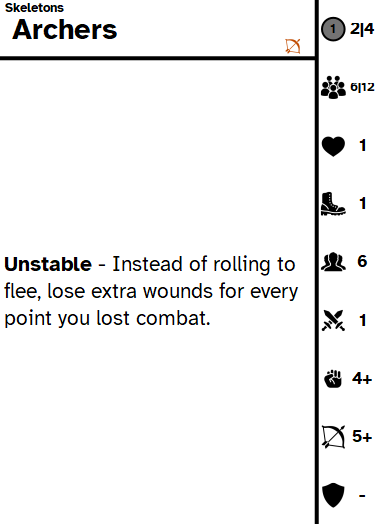 Skeletons
Archers
Unstable - Instead of rolling to
flee, lose extra wounds for every
point you lost combat.
1 2|4
6|12
1
1
6
1
4+
5+
-